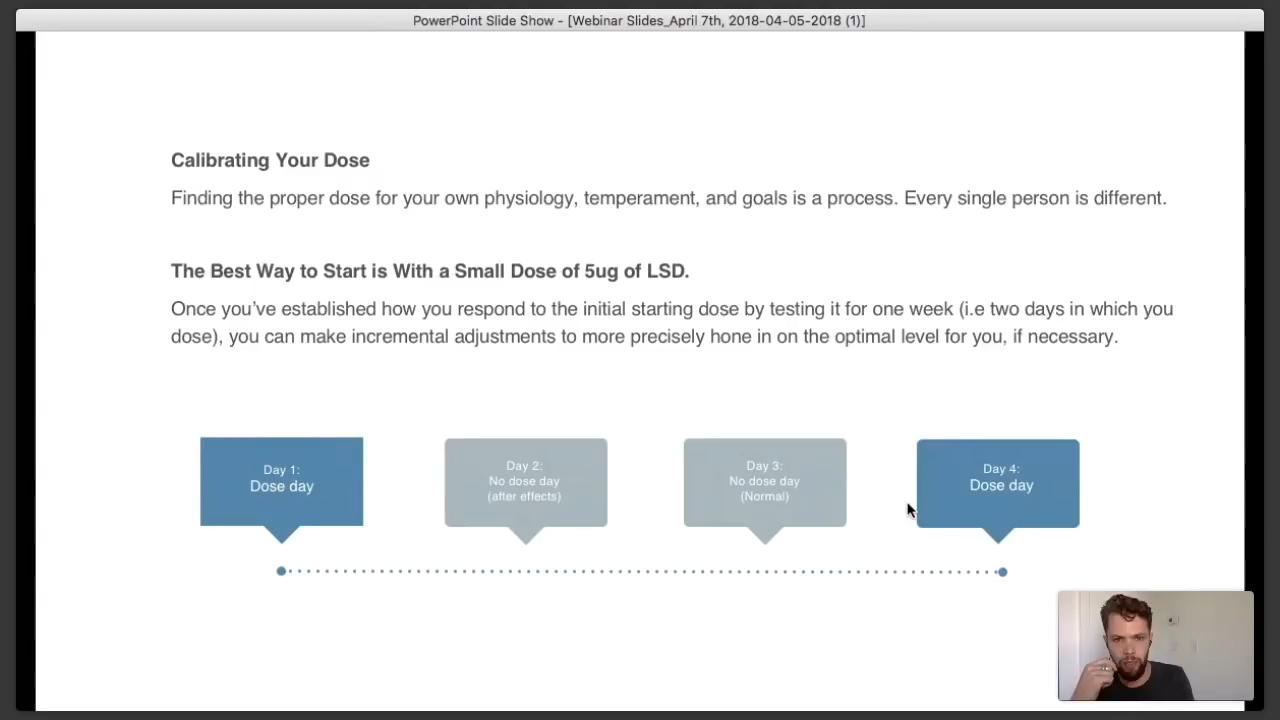 PowerPoint Slide Show - [Webinar Slides_April 7th, 2018-04-05-2018 (1)]
Calibrating Your Dose
Finding the proper dose for your own physiology, temperament, and goals is a process. Every single person is different.
The Best Way to Start is With a Small Dose of 5ug of LSD.
Once you've established how you respond to the initial starting dose by testing it for one week (i.e two days in which you
dose), you can make incremental adjustments to more precisely hone in on the optimal level for you, if necessary.
Day 1:
Dose day
Day 2:
No dose day
(after effects)
Day 3:
No dose day
(Normal)
Day 4:
Dose day